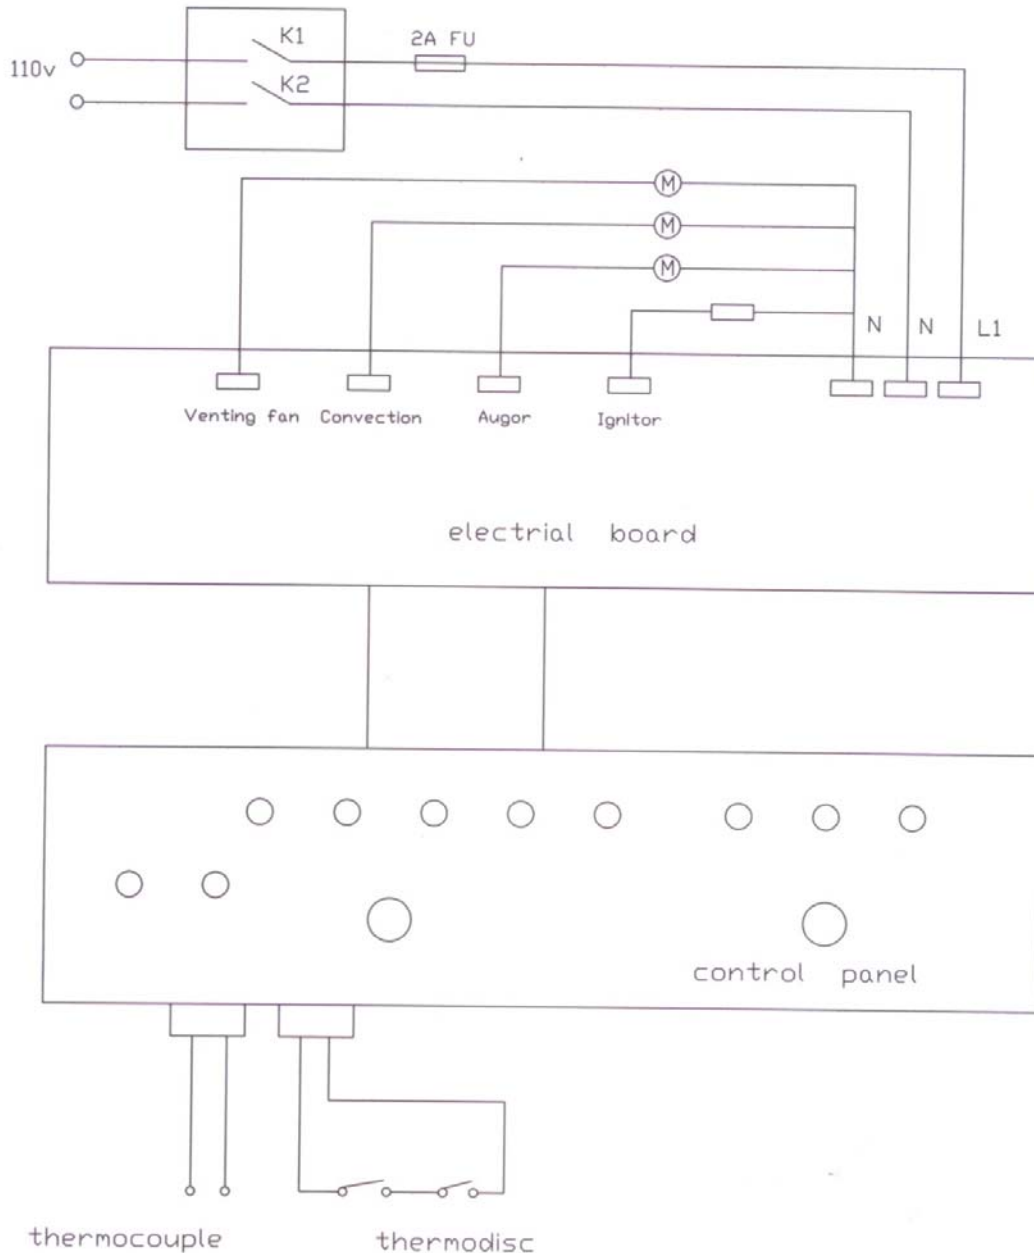 K1
2A FU
110v
K2
M
M
M
N N L1
Venting fan Convection Augor Ignitor
electrial board
control panel
thermocouple thermodisc